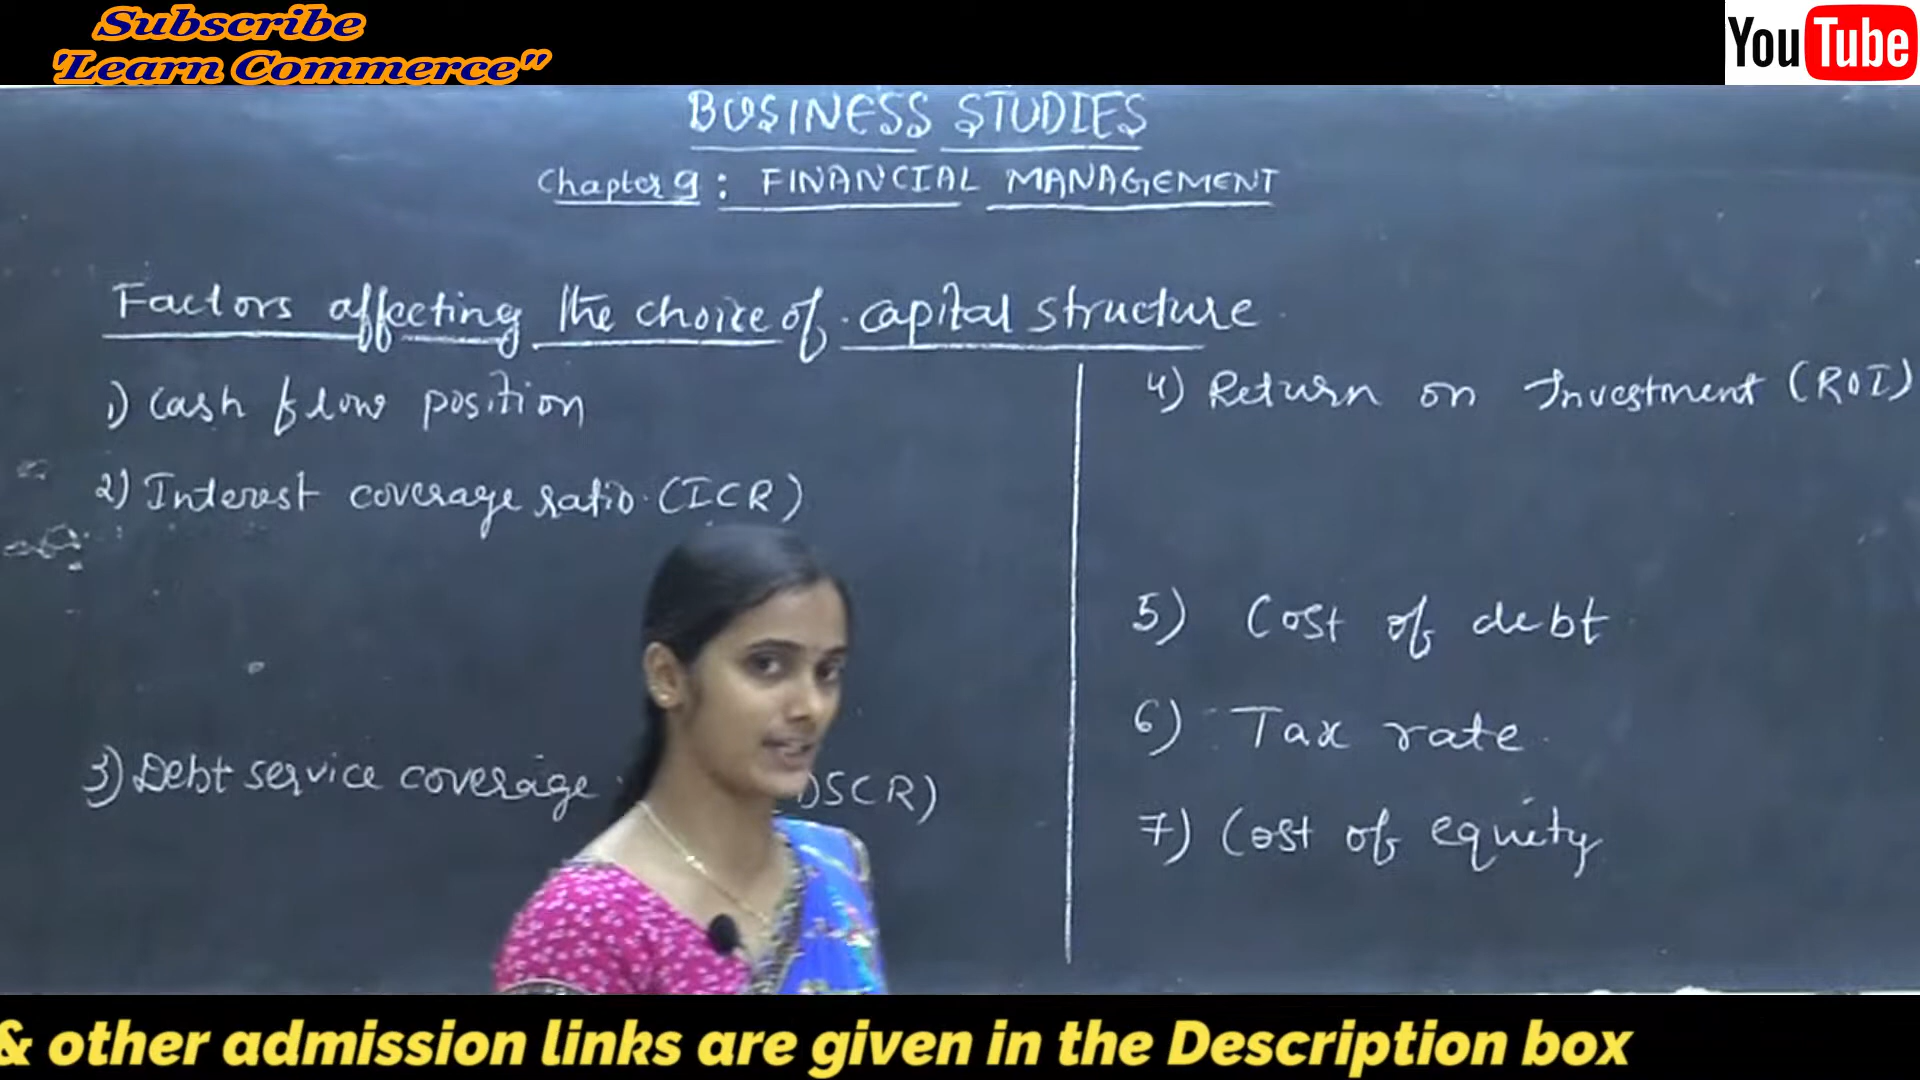 Subscribe
"Learn Commerce"
YouTube
BUSINESS STUDIES
Chapter 9 : FINANCIAL MANAGEMENT
Factors affecting the choice of capital structure
1) Cash flow position
2) Interest coverage ratio (ICR)
3) Debt service coverage DSCR)
4) Return on Investment (ROI)
5) Cost of debt
6) Tax rate
7) Cost of equity
& other admission links are given in the Description box